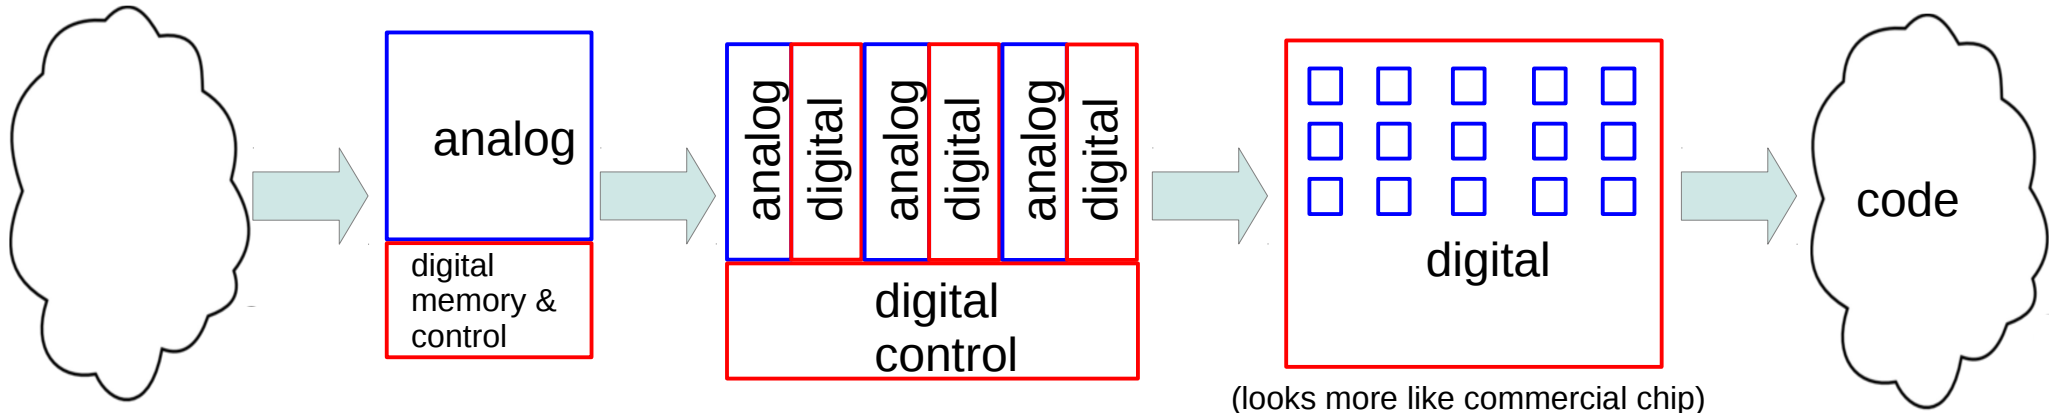 analog
digital
memory &
control
analog
digital
analog
digital
analog
digital
digital
control
digital
(looks more like commercial chip)
code